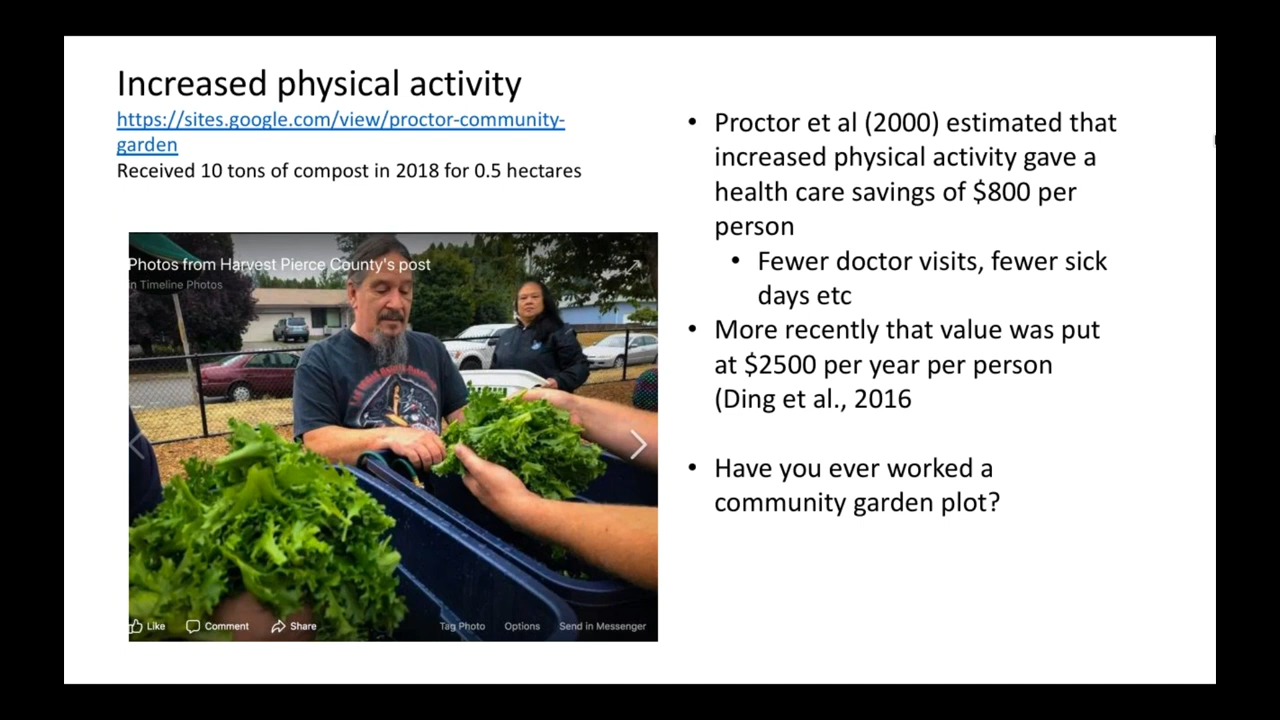 Increased physical activity
https://sites.google.com/view/proctor-community-
garden
Received 10 tons of compost in 2018 for 0.5 hectares
Photos from Harvest Pierce County's post
in Timeline Photos
Like
Comment
Share
Tag Photo
Options
Send in Messenger
• Proctor et al (2000) estimated that
increased physical activity gave a
health care savings of $800 per
person
• Fewer doctor visits, fewer sick
days etc
• More recently that value was put
at $2500 per year per person
(Ding et al., 2016
• Have you ever worked a
community garden plot?